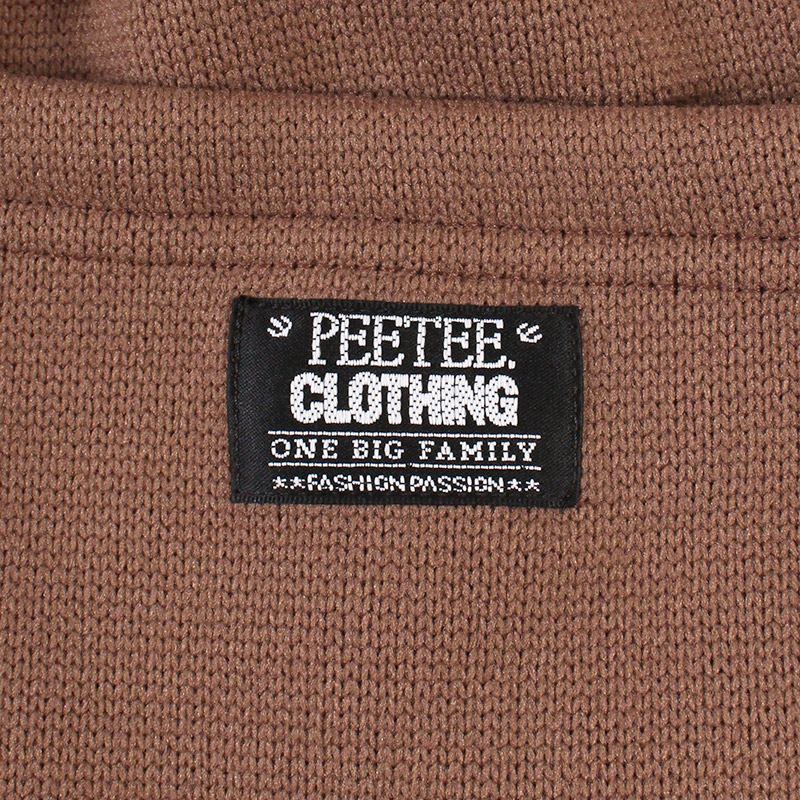 PEETEE.
CLOTHING
ONE BIG FAMILY
**FASHION PASSION**